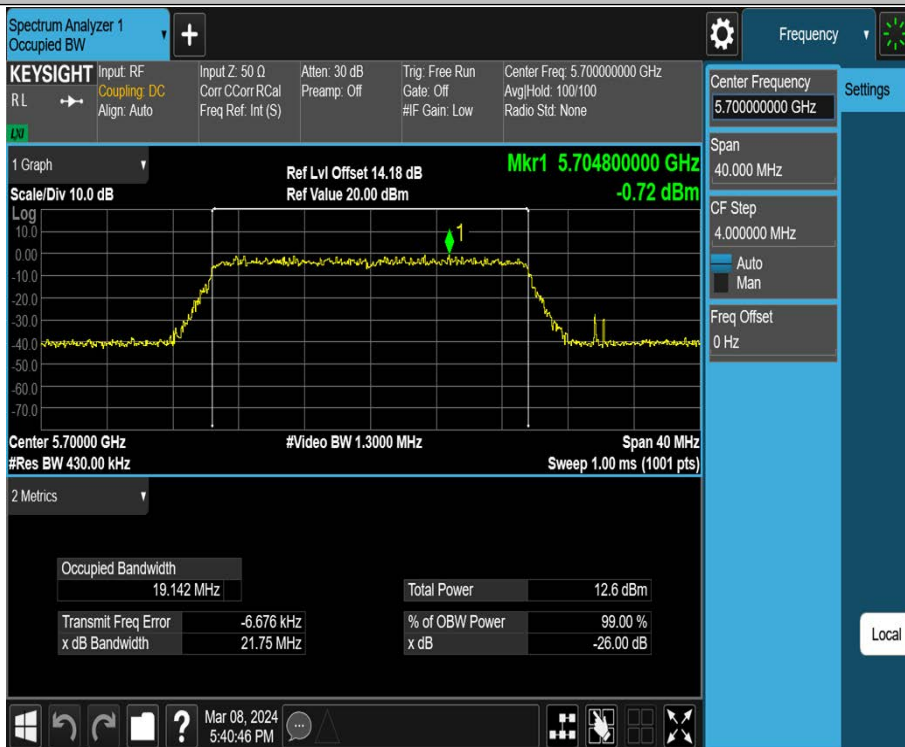 Spectrum Analyzer 1
Occupied BW
Frequency
KEYSIGHT
R L
LXI
Input: RF
Coupling: DC
Align: Auto
Input Z: 50 Ω
Corr CCorr RCal
Freq Ref: Int (S)
Atten: 30 dB
Preamp: Off
Trig: Free Run
Gate: Off
#IF Gain: Low
Center Freq: 5.700000000 GHz
Avg|Hold: 100/100
Radio Std: None
Center Frequency
5.700000000 GHz
Settings
Span
40.000 MHz
CF Step
4.000000 MHz
Auto
Man
Freq Offset
0 Hz
Local
1 Graph
Scale/Div 10.0 dB
Ref Lvl Offset 14.18 dB
Ref Value 20.00 dBm
Mkr1 5.704800000 GHz
-0.72 dBm
Log
10.0
0.00
-10.0
-20.0
-30.0
-40.0
-50.0
-60.0
-70.0
1
Center 5.70000 GHz
#Res BW 430.00 kHz
#Video BW 1.3000 MHz
Span 40 MHz
Sweep 1.00 ms (1001 pts)
2 Metrics
Occupied Bandwidth
19.142 MHz
Total Power 12.6 dBm
Transmit Freq Error -6.676 kHz
% of OBW Power 99.00 %
x dB Bandwidth 21.75 MHz
x dB -26.00 dB
?
Mar 08, 2024
5:40:46 PM